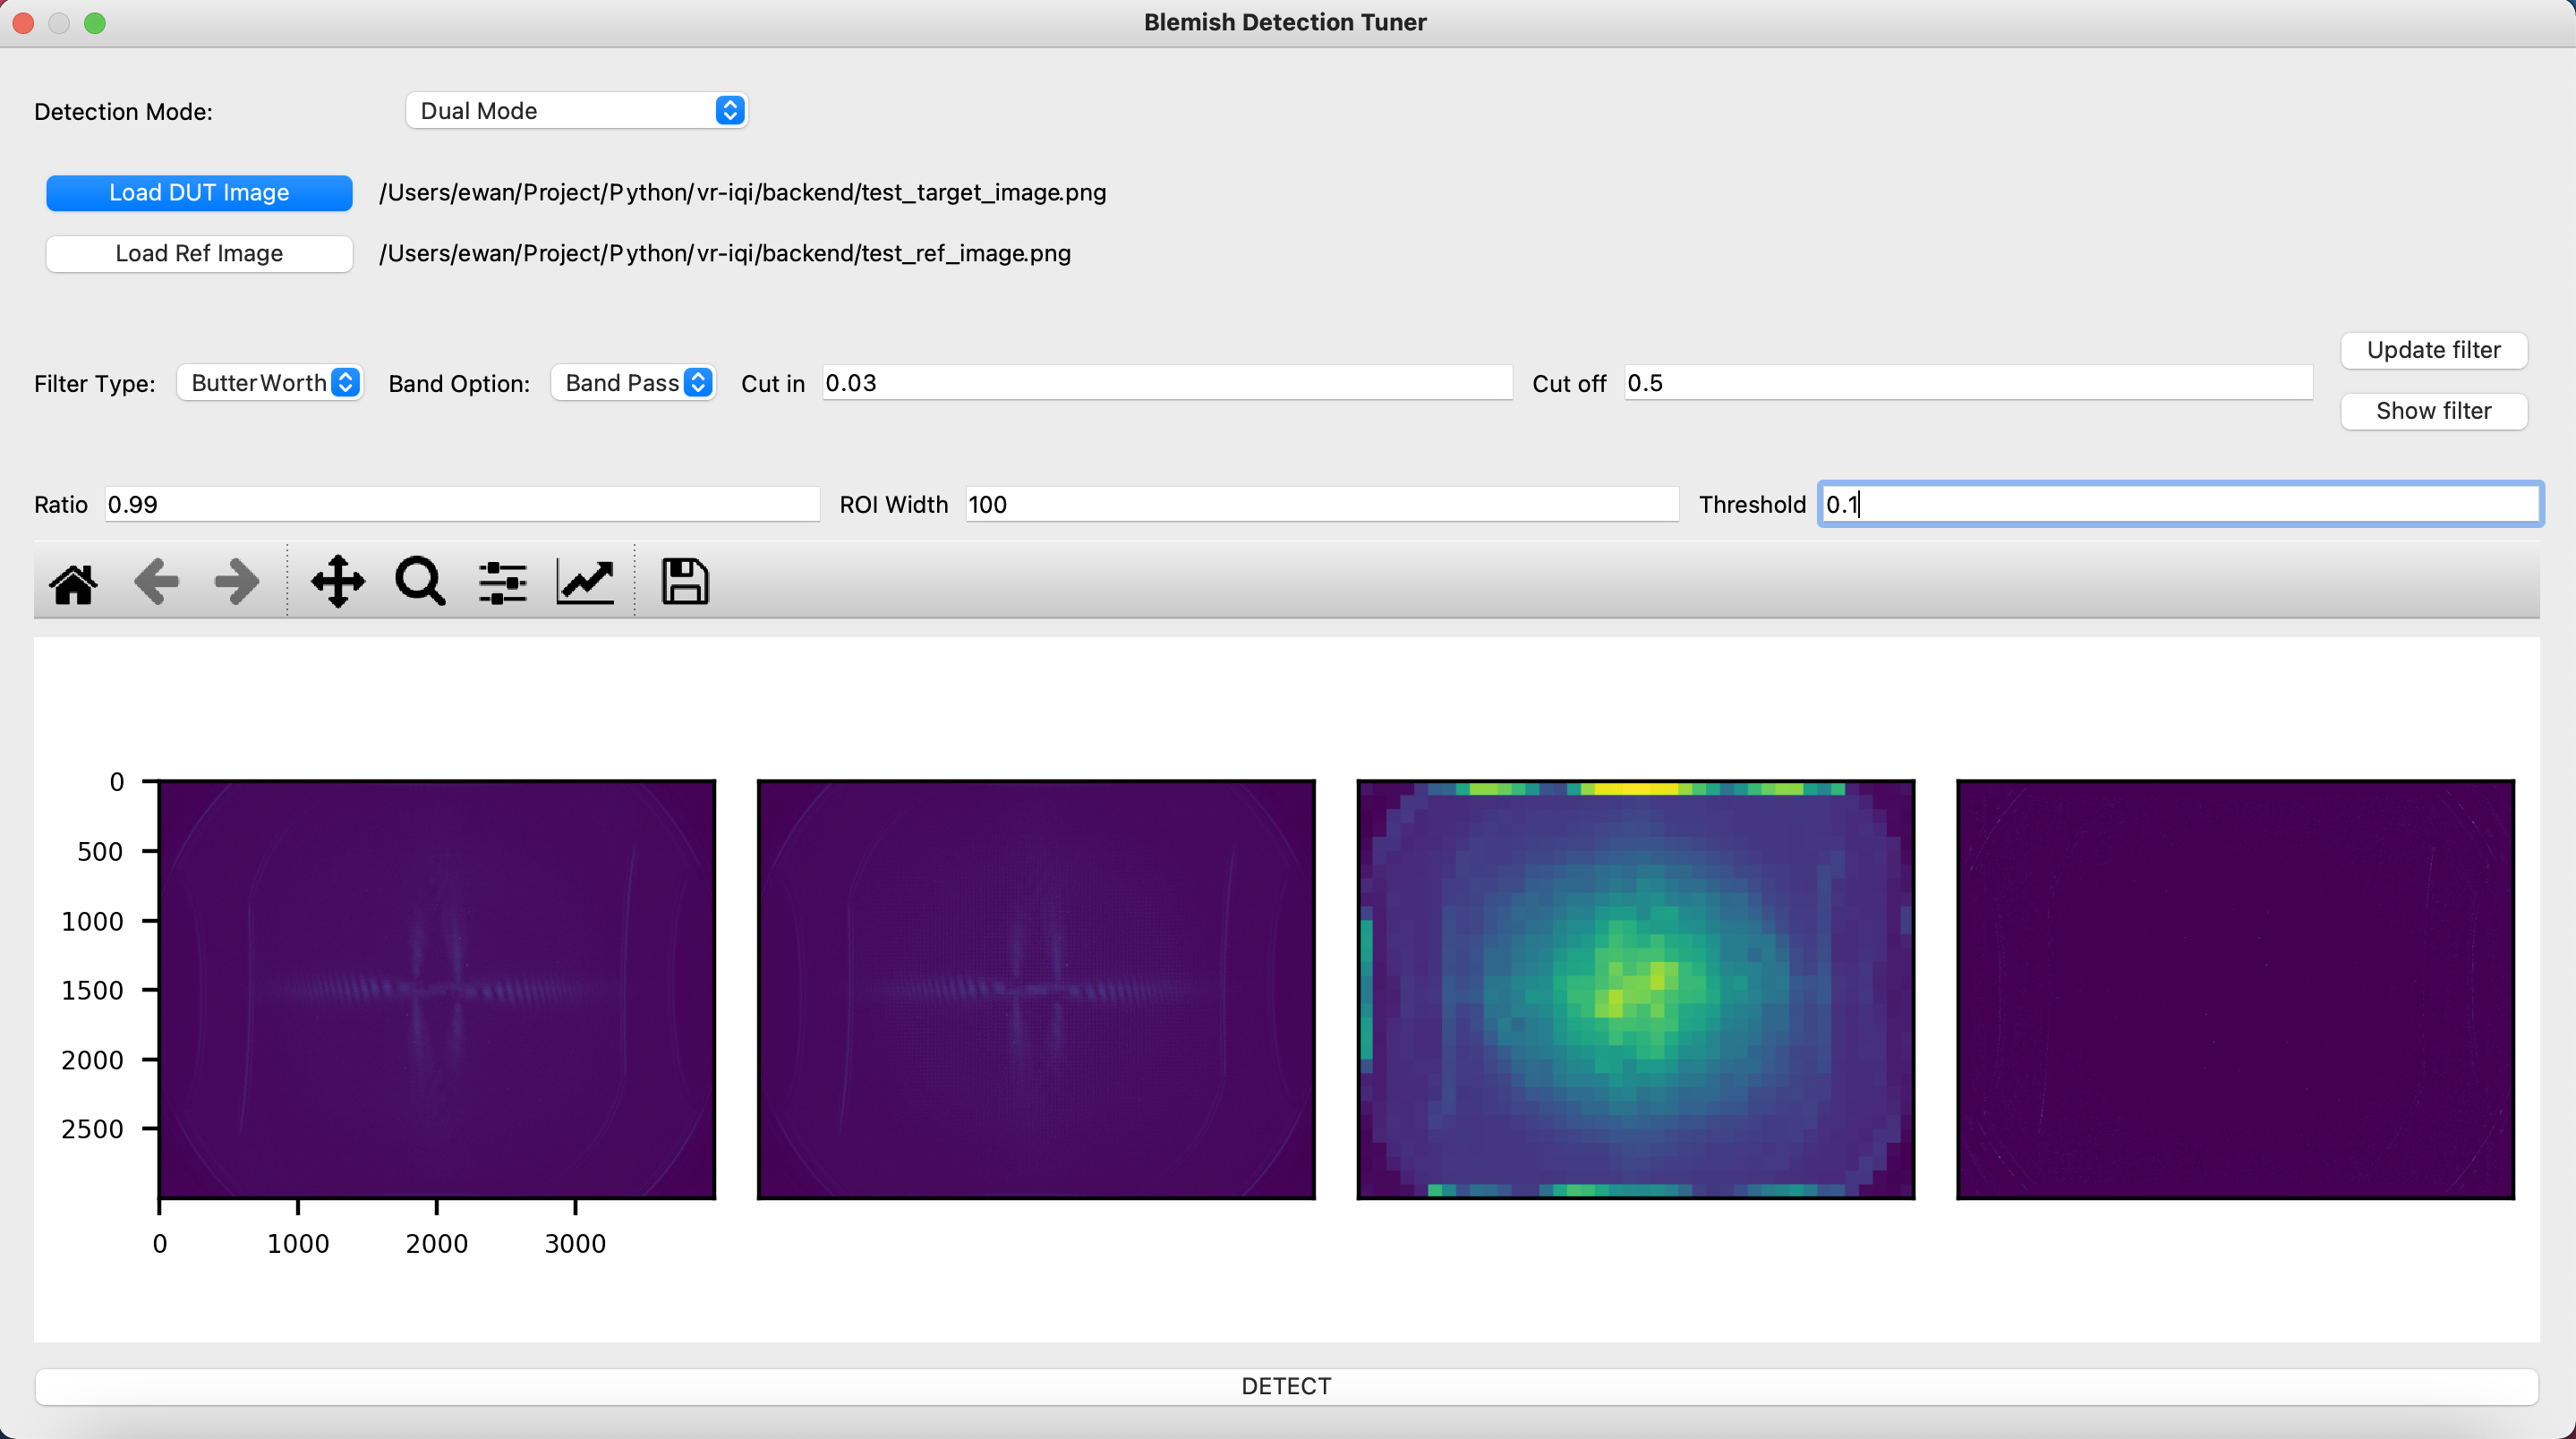 Blemish Detection Tuner
Detection Mode: Dual Mode
Load DUT Image /Users/ewan/Project/Python/vr-iqi/backend/test_target_image.png
Load Ref Image /Users/ewan/Project/Python/vr-iqi/backend/test_ref_image.png
Update filter
Filter Type: ButterWorth Band Option: Band Pass Cut in 0.03 Cut off 0.5
Show filter
Ratio 0.99 ROI Width 100 Threshold 0.1
0
500
1000
1500
2000
2500
0 1000 2000 3000
DETECT